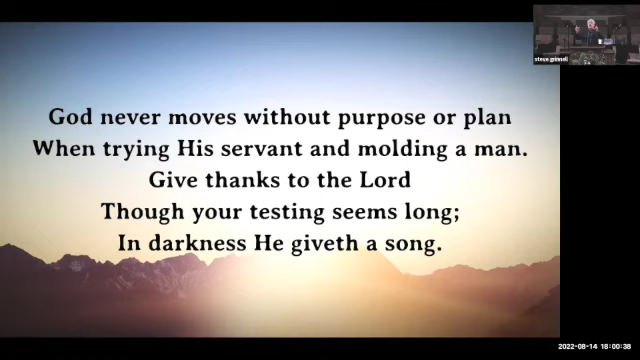 God never moves without purpose or plan
When trying His servant and molding a man.
Give thanks to the Lord
Though your testing seems long;
In darkness He giveth a song.
steve grinnell
2022-08-14 18:00:38